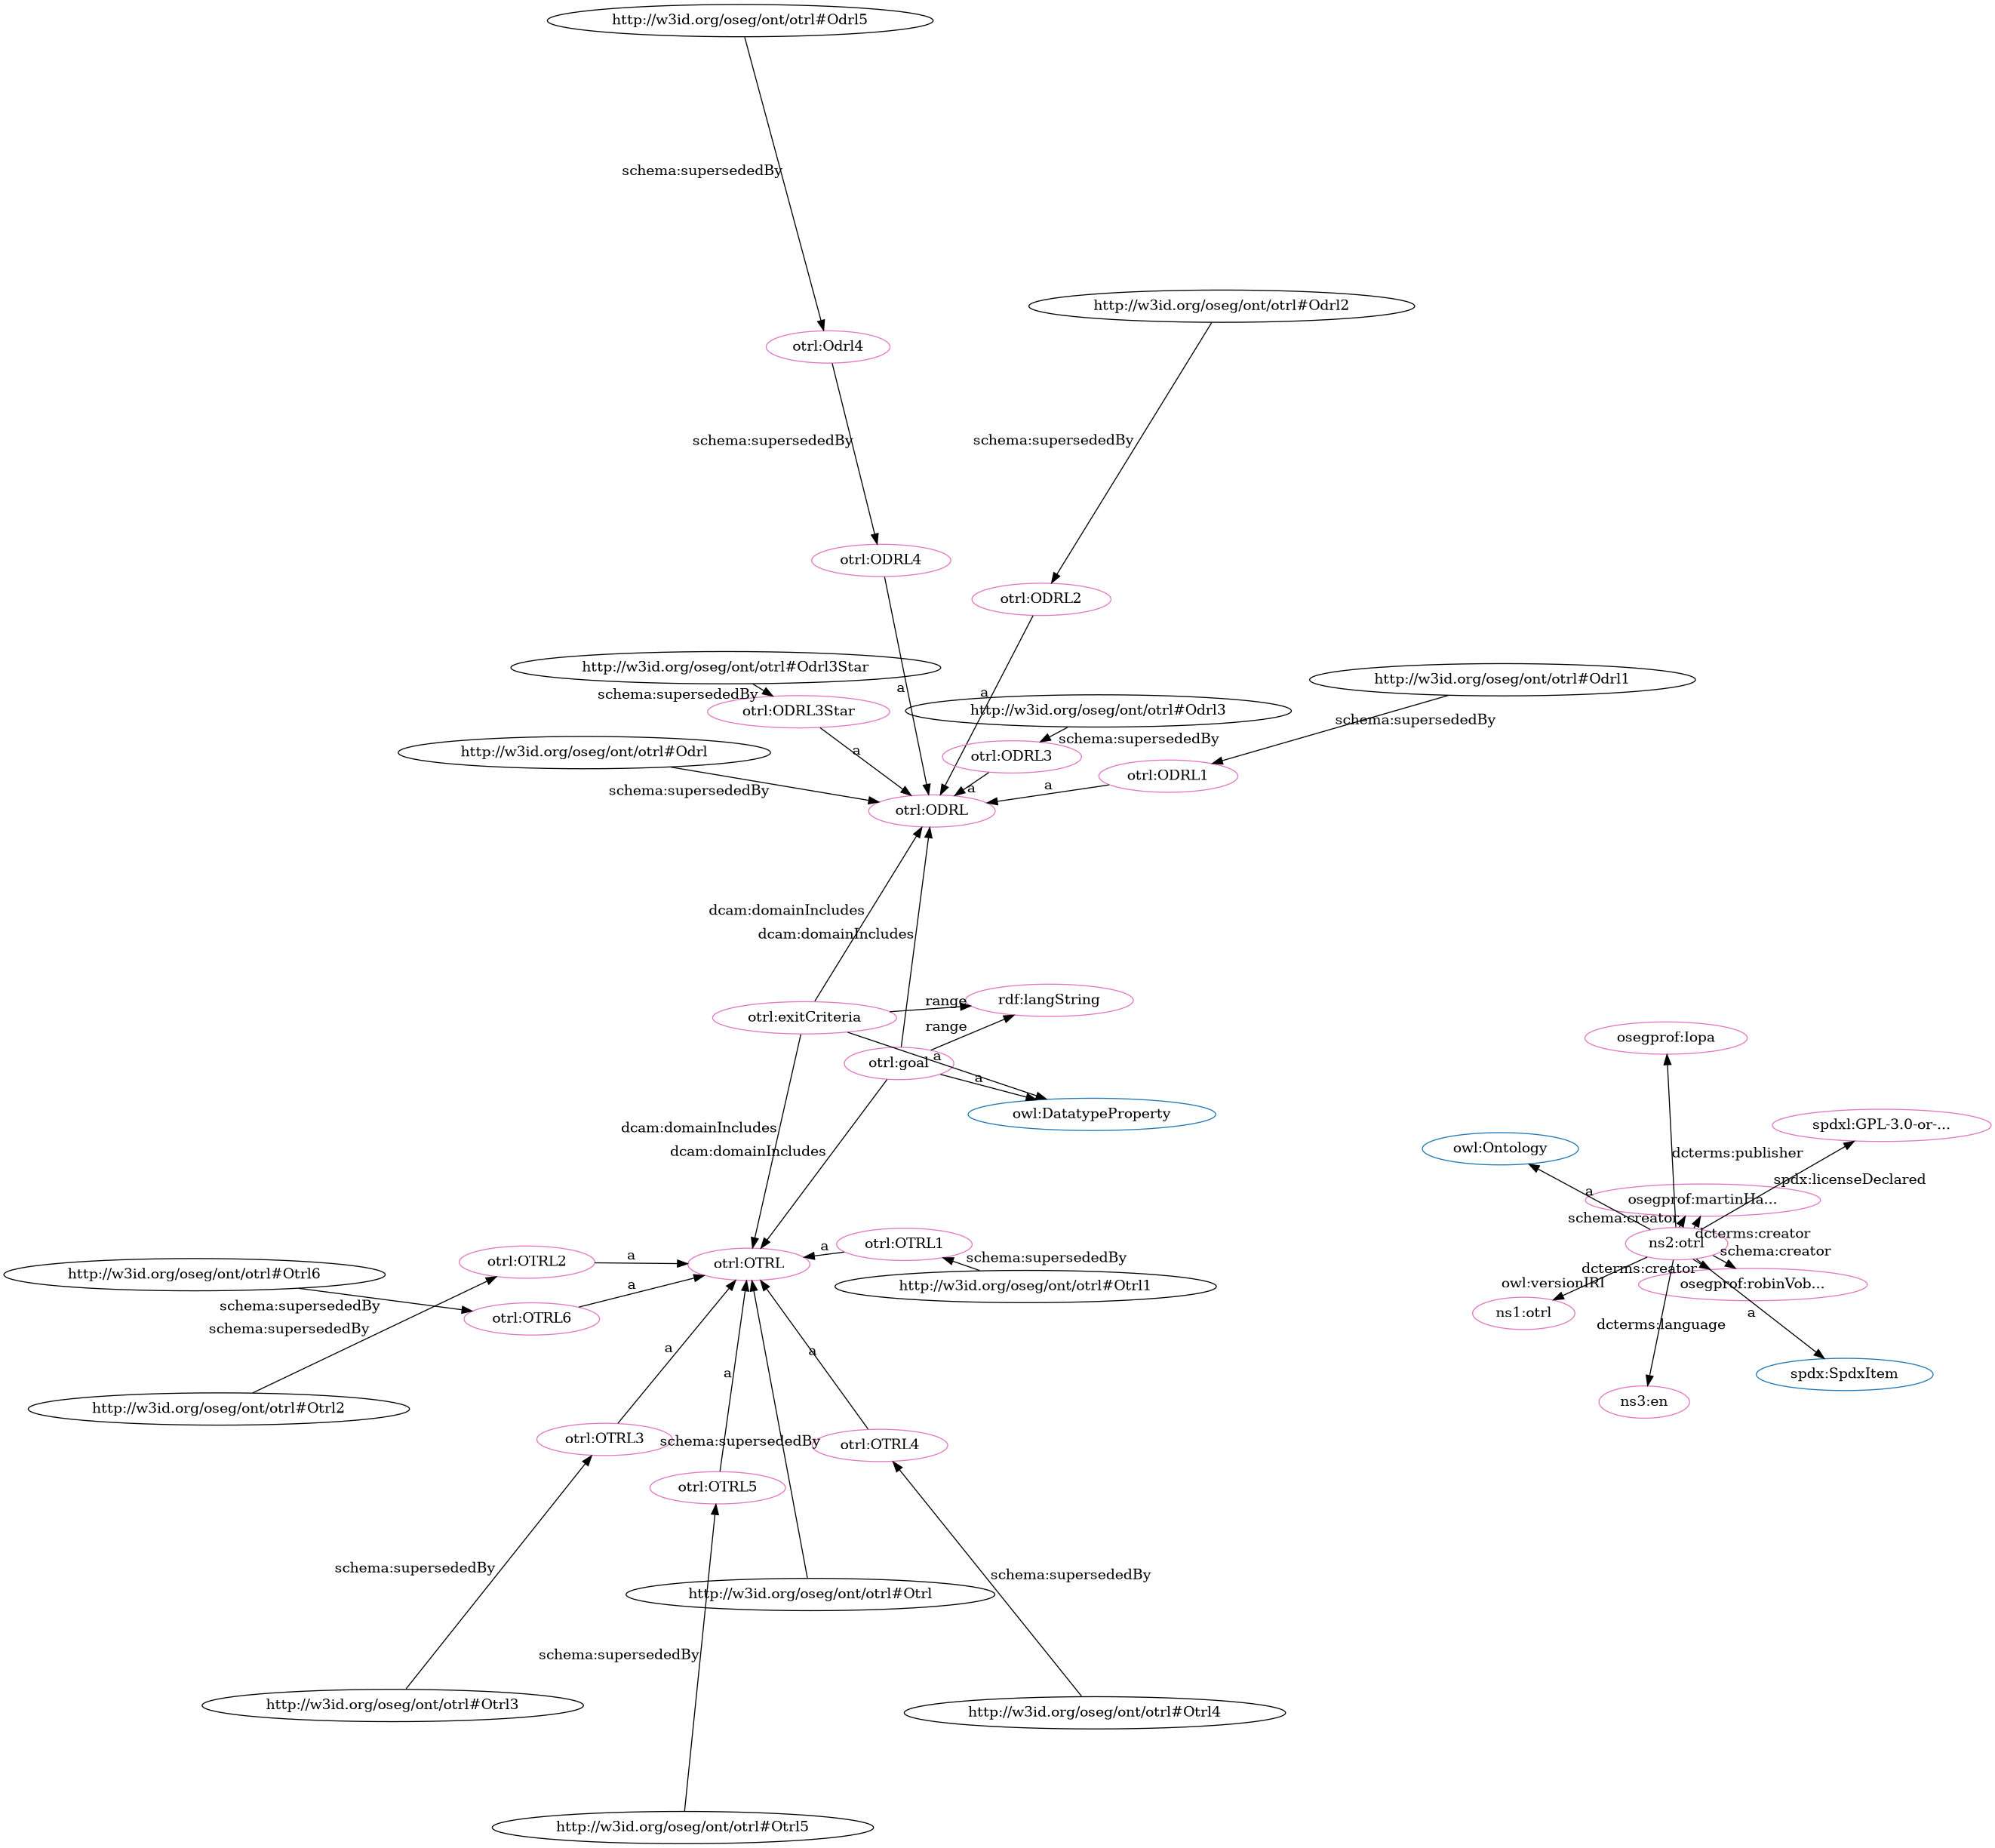 http://w3id.org/oseg/ont/otrl#Odrl5
schema:supersededBy
http://w3id.org/oseg/ont/otrl#Odrl2
otrl:Odrl4
schema:supersededBy
schema:supersededBy
otrl:ODRL4
otrl:ODRL2
http://w3id.org/oseg/ont/otrl#Odrl3Star
http://w3id.org/oseg/ont/otrl#Odrl1
a
a
schema:supersededBy
otrl:ODRL3Star
http://w3id.org/oseg/ont/otrl#Odrl3
schema:supersededBy
schema:supersededBy
http://w3id.org/oseg/ont/otrl#Odrl
a
otrl:ODRL3
otrl:ODRL1
schema:supersededBy
a
a
otrl:ODRL
dcam:domainIncludes
dcam:domainIncludes
range
rdf:langString
otrl:exitCriteria
range
osegprof:Iopa
a
otrl:goal
a
owl:DatatypeProperty
spdxl:GPL-3.0-or-...
dcam:domainIncludes
dcam:domainIncludes
owl:Ontology
dcterms:publisher
spdx:licenseDeclared
a
osegprof:martinHa...
schema:creator
dcterms:creator
otrl:OTRL1
a
ns2:otrl
schema:creator
a
otrl:OTRL2
otrl:OTRL
schema:supersededBy
dcterms:creator
http://w3id.org/oseg/ont/otrl#Otrl6
a
http://w3id.org/oseg/ont/otrl#Otrl1
owl:versionIRI
osegprof:robinVob...
schema:supersededBy
otrl:OTRL6
ns1:otrl
a
schema:supersededBy
dcterms:language
a
a
a
spdx:SpdxItem
http://w3id.org/oseg/ont/otrl#Otrl2
ns3:en
otrl:OTRL3
schema:supersededBy
otrl:OTRL4
otrl:OTRL5
schema:supersededBy
schema:supersededBy
http://w3id.org/oseg/ont/otrl#Otrl
schema:supersededBy
http://w3id.org/oseg/ont/otrl#Otrl3
http://w3id.org/oseg/ont/otrl#Otrl4
http://w3id.org/oseg/ont/otrl#Otrl5